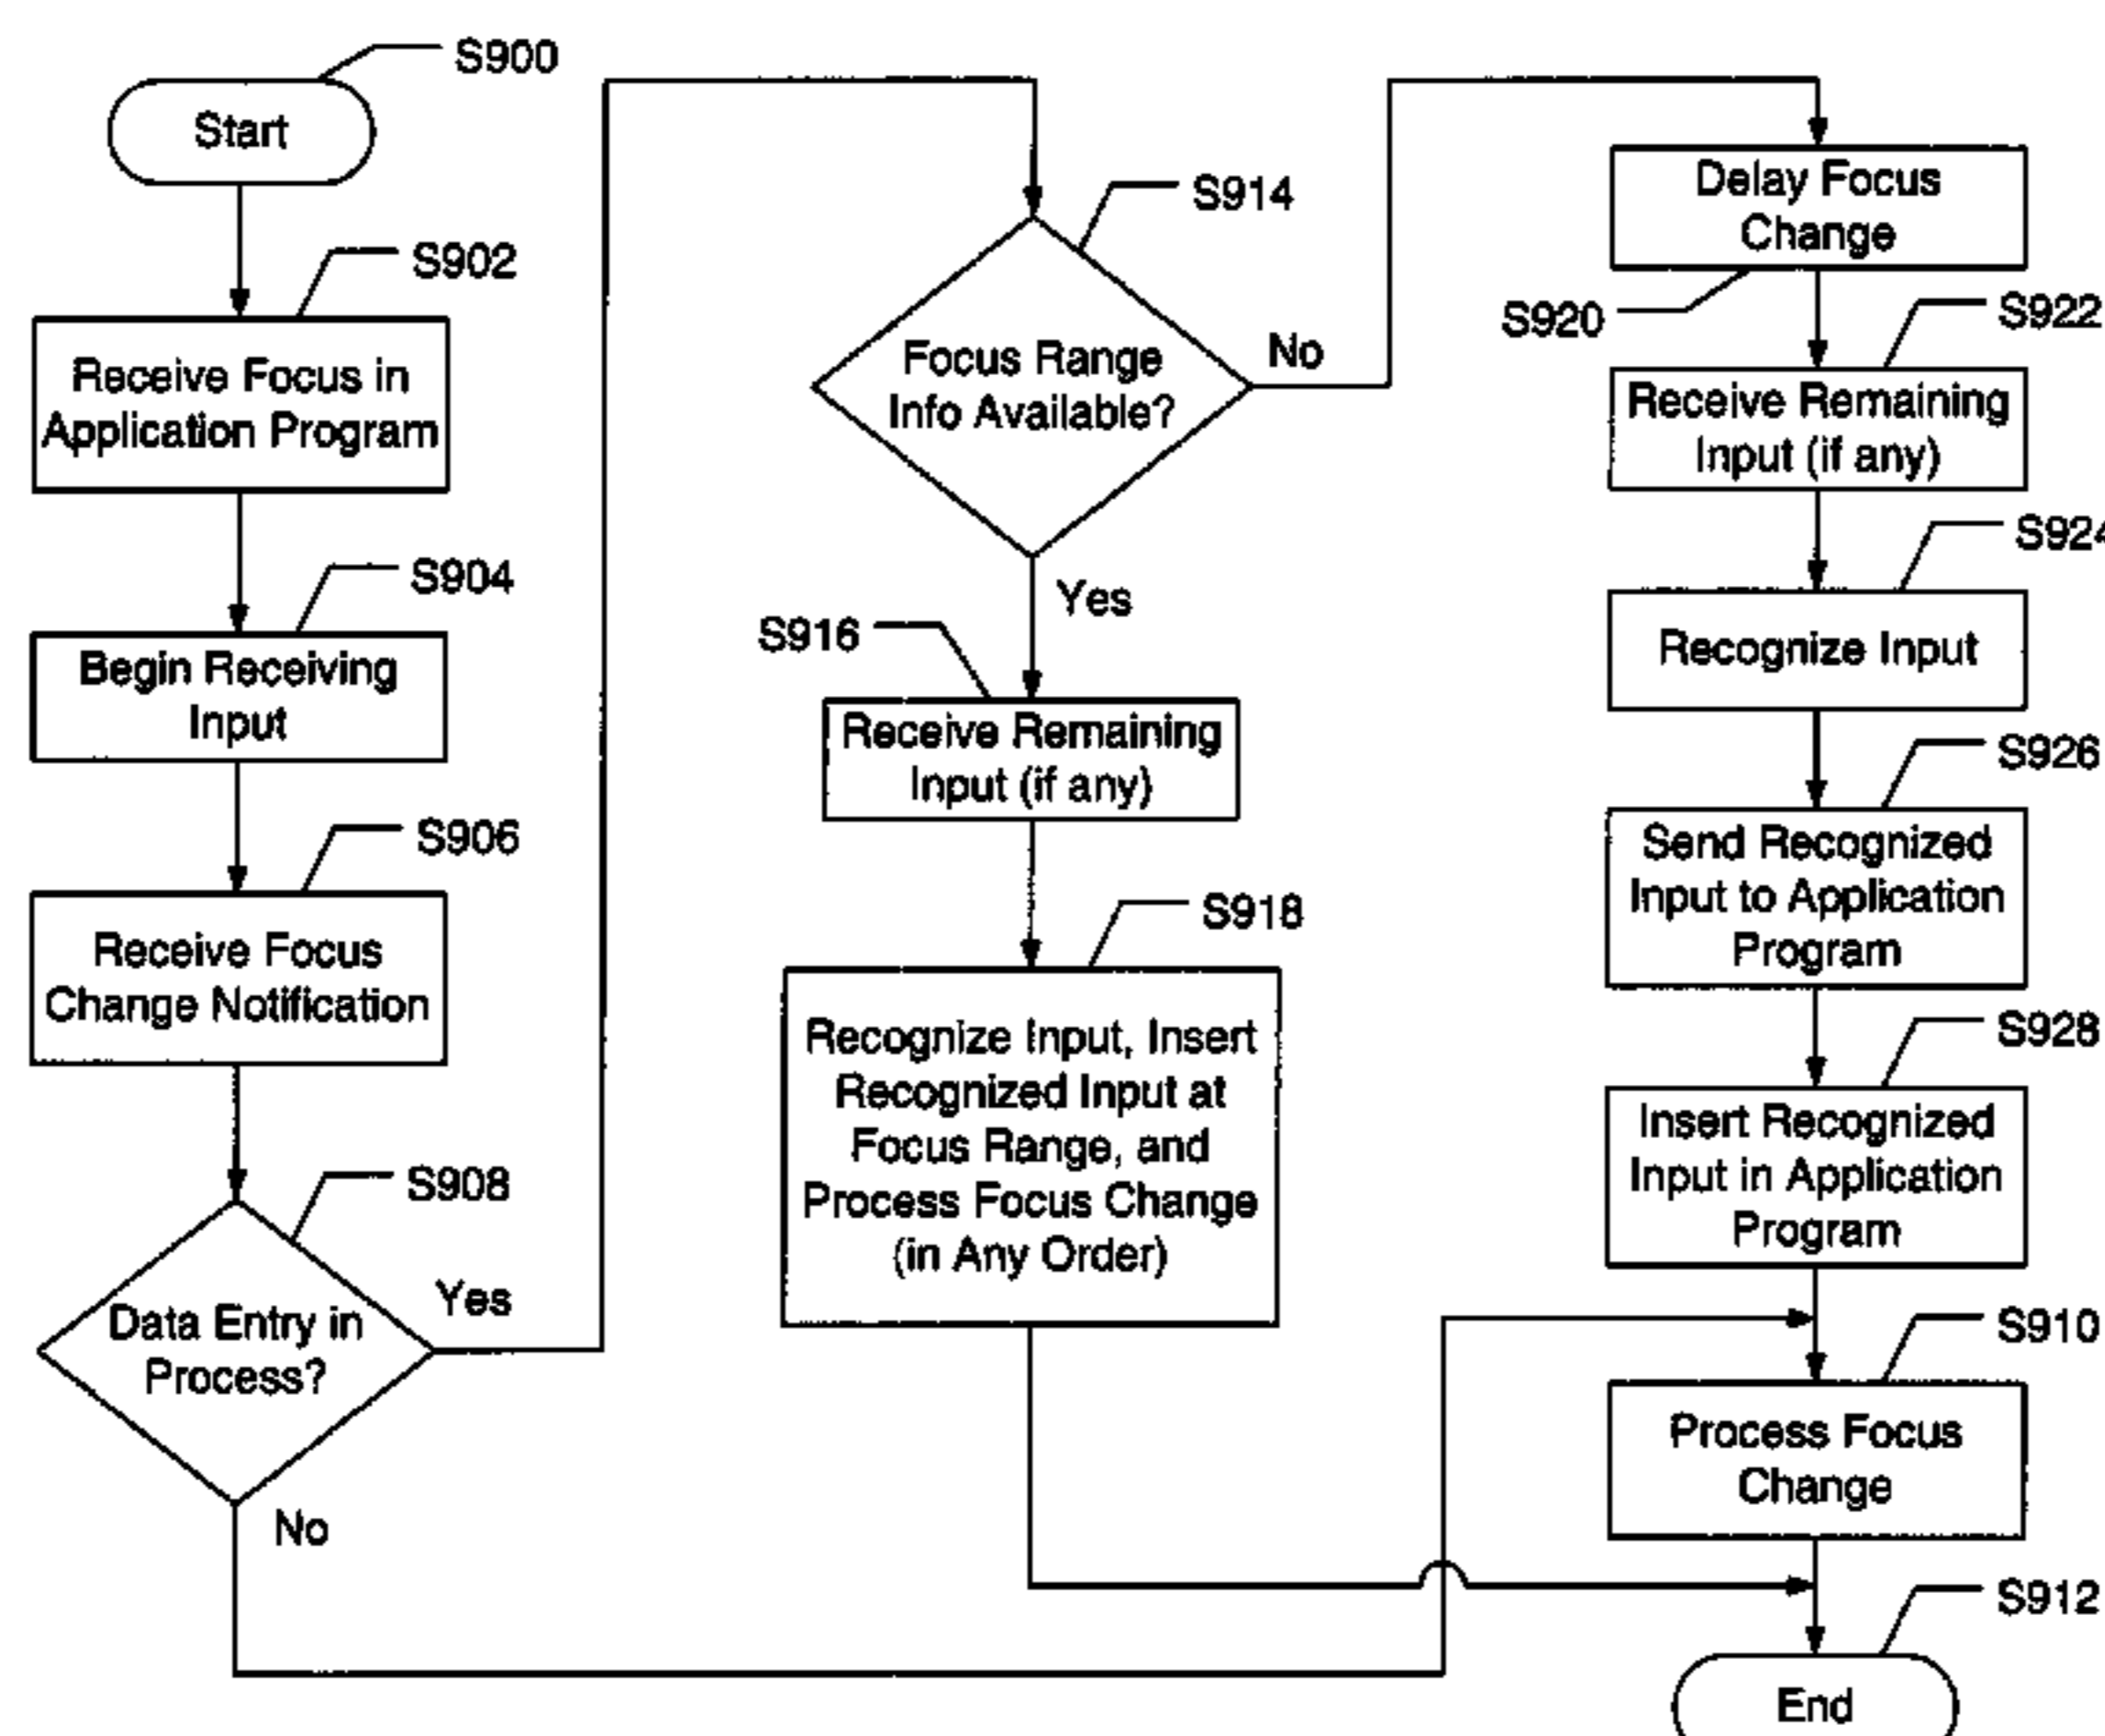 S900
Start
S902
Receive Focus in
Application Program
S904
Begin Receiving
Input
S906
Receive Focus
Change Notification
S908
Data Entry in
Process?
Yes
No
S914
Focus Range
Info Available?
No
Yes
S916
Receive Remaining
Input (if any)
S918
Recognize Input, Insert
Recognized Input at
Focus Range, and
Process Focus Change
(in Any Order)
Delay Focus
Change
S920
S922
Receive Remaining
Input (if any)
S924
Recognize Input
S926
Send Recognized
Input to Application
Program
S928
Insert Recognized
Input in Application
Program
S910
Process Focus
Change
S912
End